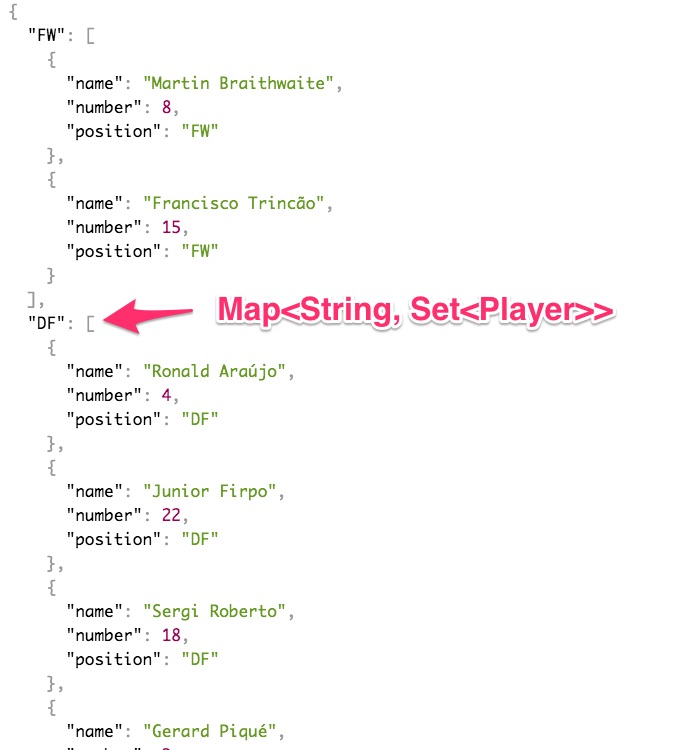 {
"FW": [
{
"name": "Martin Braithwaite",
"number": 8,
"position": "FW"
},
{
"name": "Francisco Trincão",
"number": 15,
"position": "FW"
}
],
"DF": [ Map<String, Set<Player>>
{
"name": "Ronald Araújo",
"number": 4,
"position": "DF"
},
{
"name": "Junior Firpo",
"number": 22,
"position": "DF"
},
{
"name": "Sergi Roberto",
"number": 18,
"position": "DF"
},
{
"name": "Gerard Piqué",